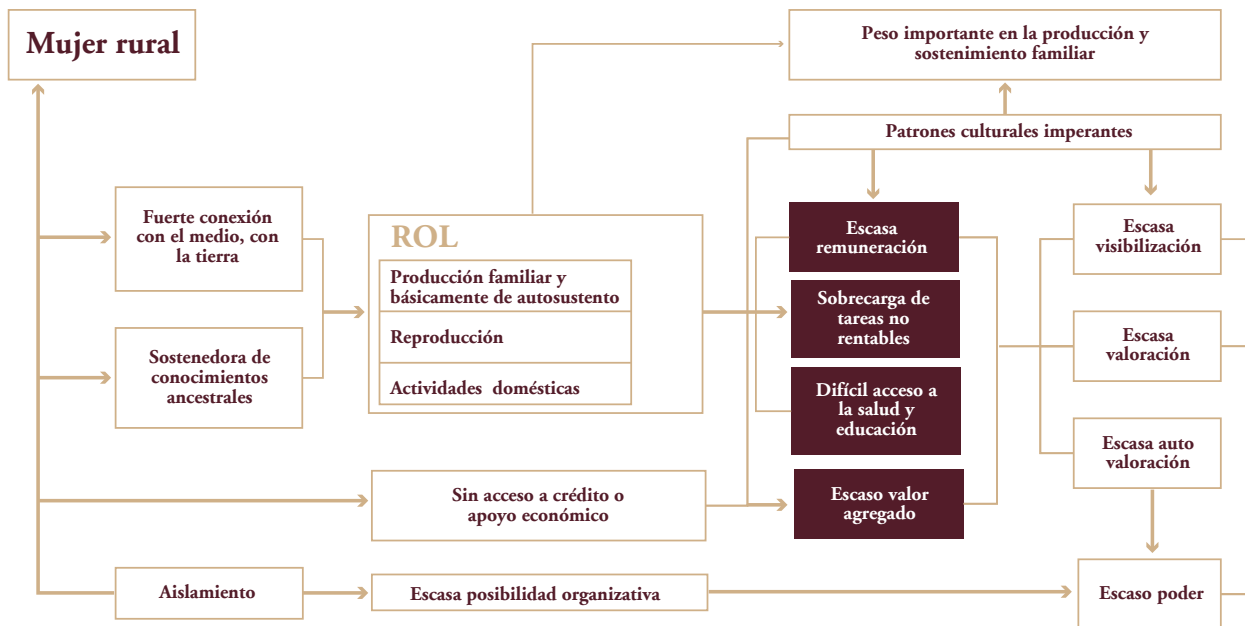 Mujer rural
Peso importante en la producción y
sostenimiento familiar
Patrones culturales imperantes
Fuerte conexión
con el medio, con
la tierra
Sostenedora de
conocimientos
ancestrales
ROL
Producción familiar y
básicamente de autosustento
Reproducción
Actividades domésticas
Escasa
remuneración
Sobrecarga de
tareas no
rentables
Difícil acceso a
la salud y
educación
Escaso valor
agregado
Escasa
visibilización
Escasa
valoración
Escasa auto
valoración
Sin acceso a crédito o
apoyo económico
Aislamiento
Escasa posibilidad organizativa
Escaso poder